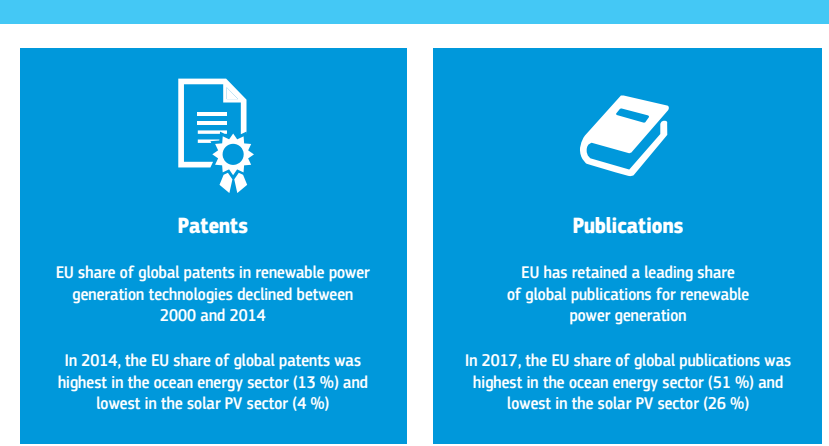 Patents
EU share of global patents in renewable power
generation technologies declined between
2000 and 2014
In 2014, the EU share of global patents was
highest in the ocean energy sector (13 %) and
lowest in the solar PV sector (4 %)
Publications
EU has retained a leading share
of global publications for renewable
power generation
In 2017, the EU share of global publications was
highest in the ocean energy sector (51 %) and
lowest in the solar PV sector (26 %)